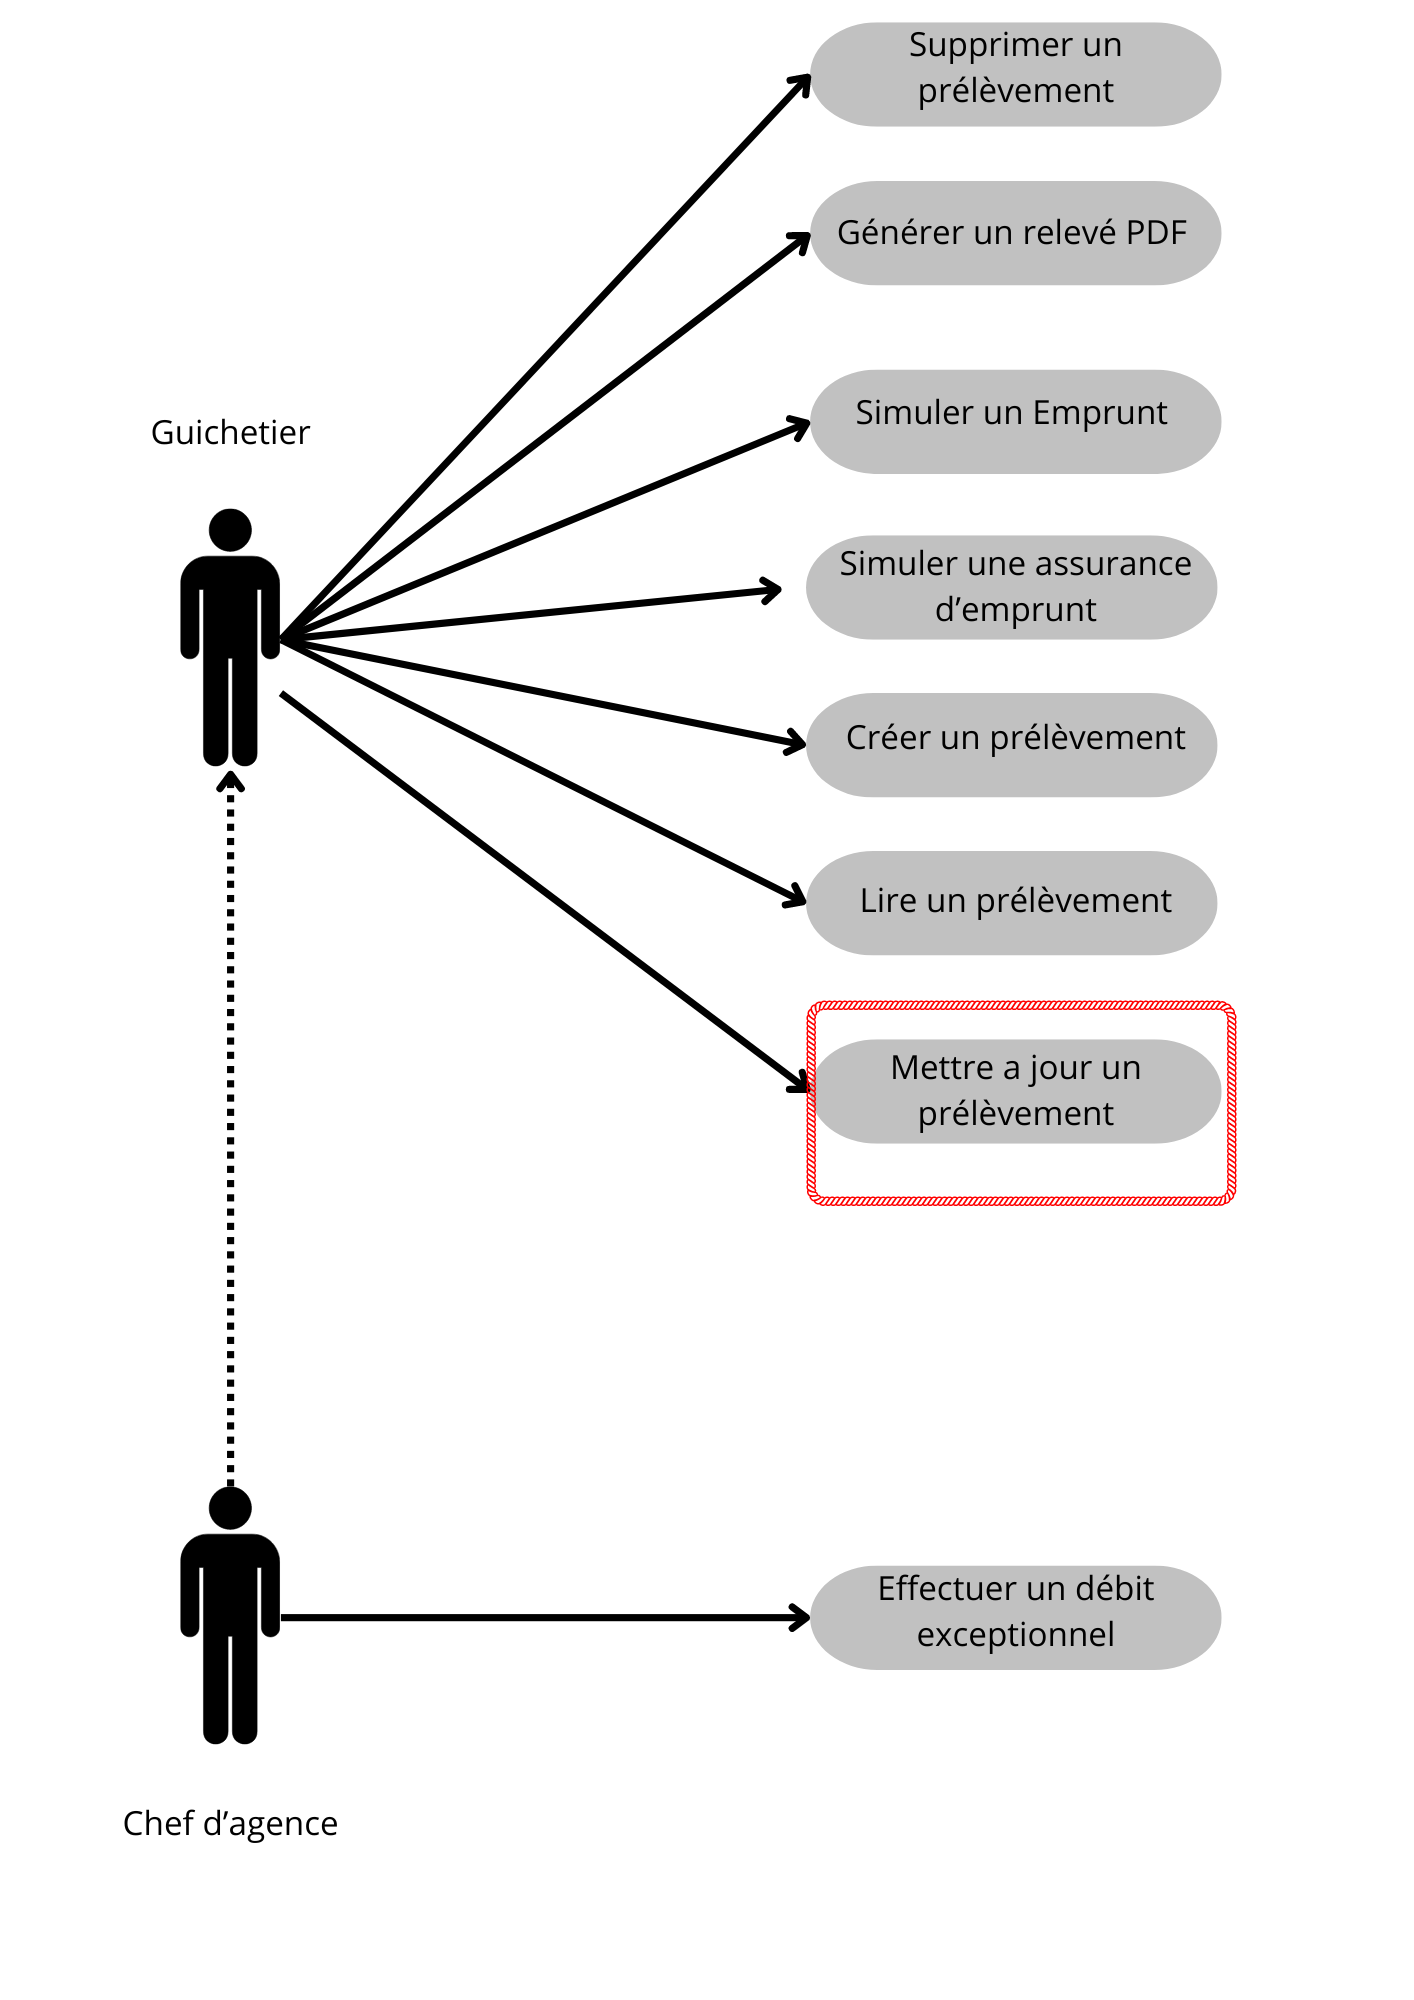 Supprimer un
prélèvement
Générer un relevé PDF
Simuler un Emprunt
Guichetier
Simuler une assurance
d’emprunt
Créer un prélèvement
Lire un prélèvement
Mettre a jour un
prélèvement
Effectuer un débit
exceptionnel
Chef d’agence